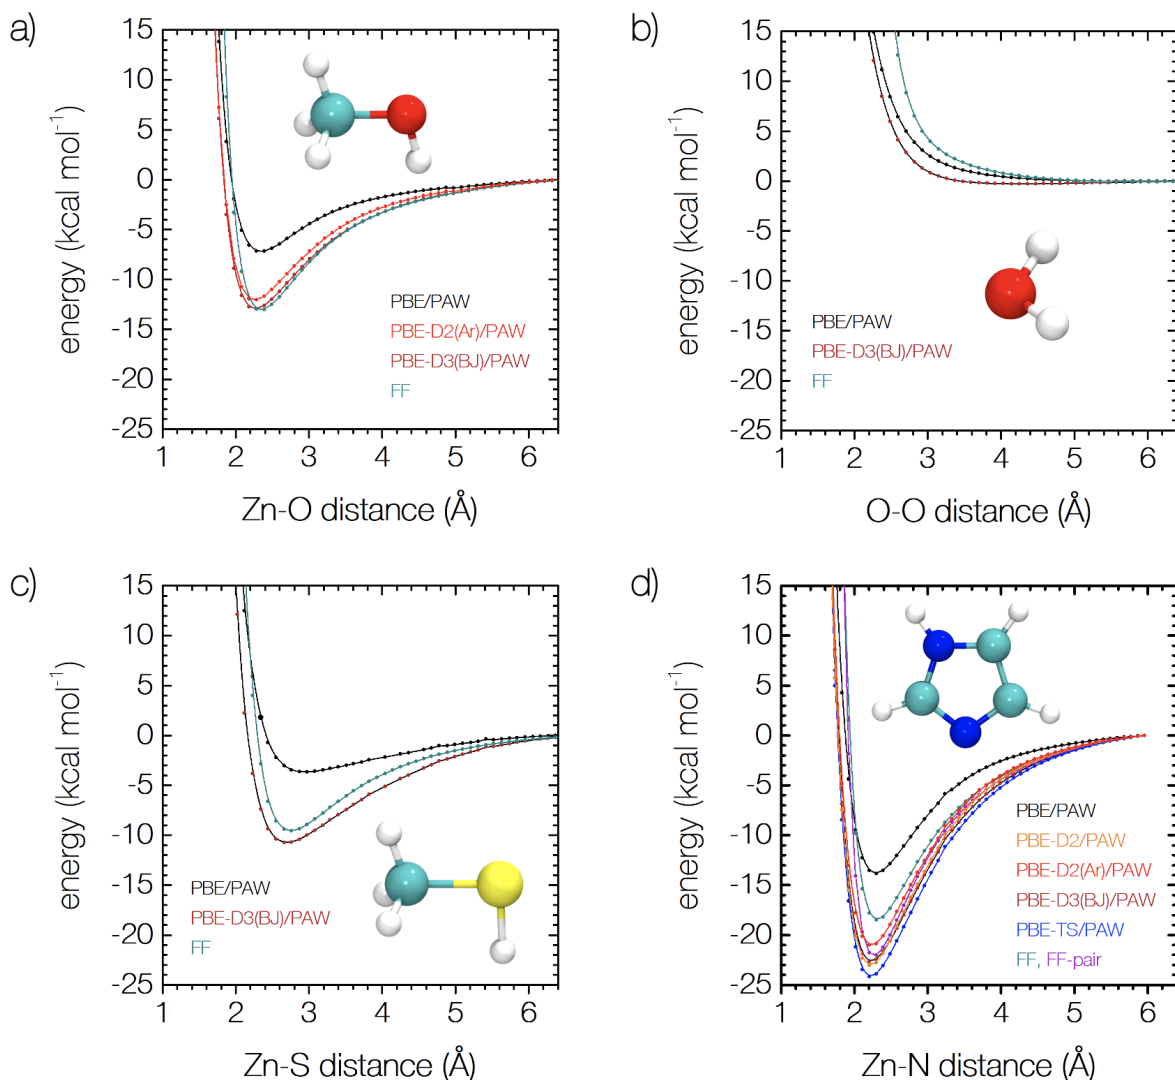 a)
15
10
5
0
-5
-10
-15
-20
-25
energy (kcal mol⁻¹)
PBE/PAW
PBE-D2(Ar)/PAW
PBE-D3(BJ)/PAW
FF
1 2 3 4 5 6
Zn-O distance (Å)
b)
15
10
5
0
-5
-10
-15
-20
-25
energy (kcal mol⁻¹)
PBE/PAW
PBE-D3(BJ)/PAW
FF
1 2 3 4 5 6
O-O distance (Å)
c)
15
10
5
0
-5
-10
-15
-20
-25
energy (kcal mol⁻¹)
PBE/PAW
PBE-D3(BJ)/PAW
FF
1 2 3 4 5 6
Zn-S distance (Å)
d)
15
10
5
0
-5
-10
-15
-20
-25
energy (kcal mol⁻¹)
PBE/PAW
PBE-D2/PAW
PBE-D2(Ar)/PAW
PBE-D3(BJ)/PAW
PBE-TS/PAW
FF, FF-pair
1 2 3 4 5 6
Zn-N distance (Å)